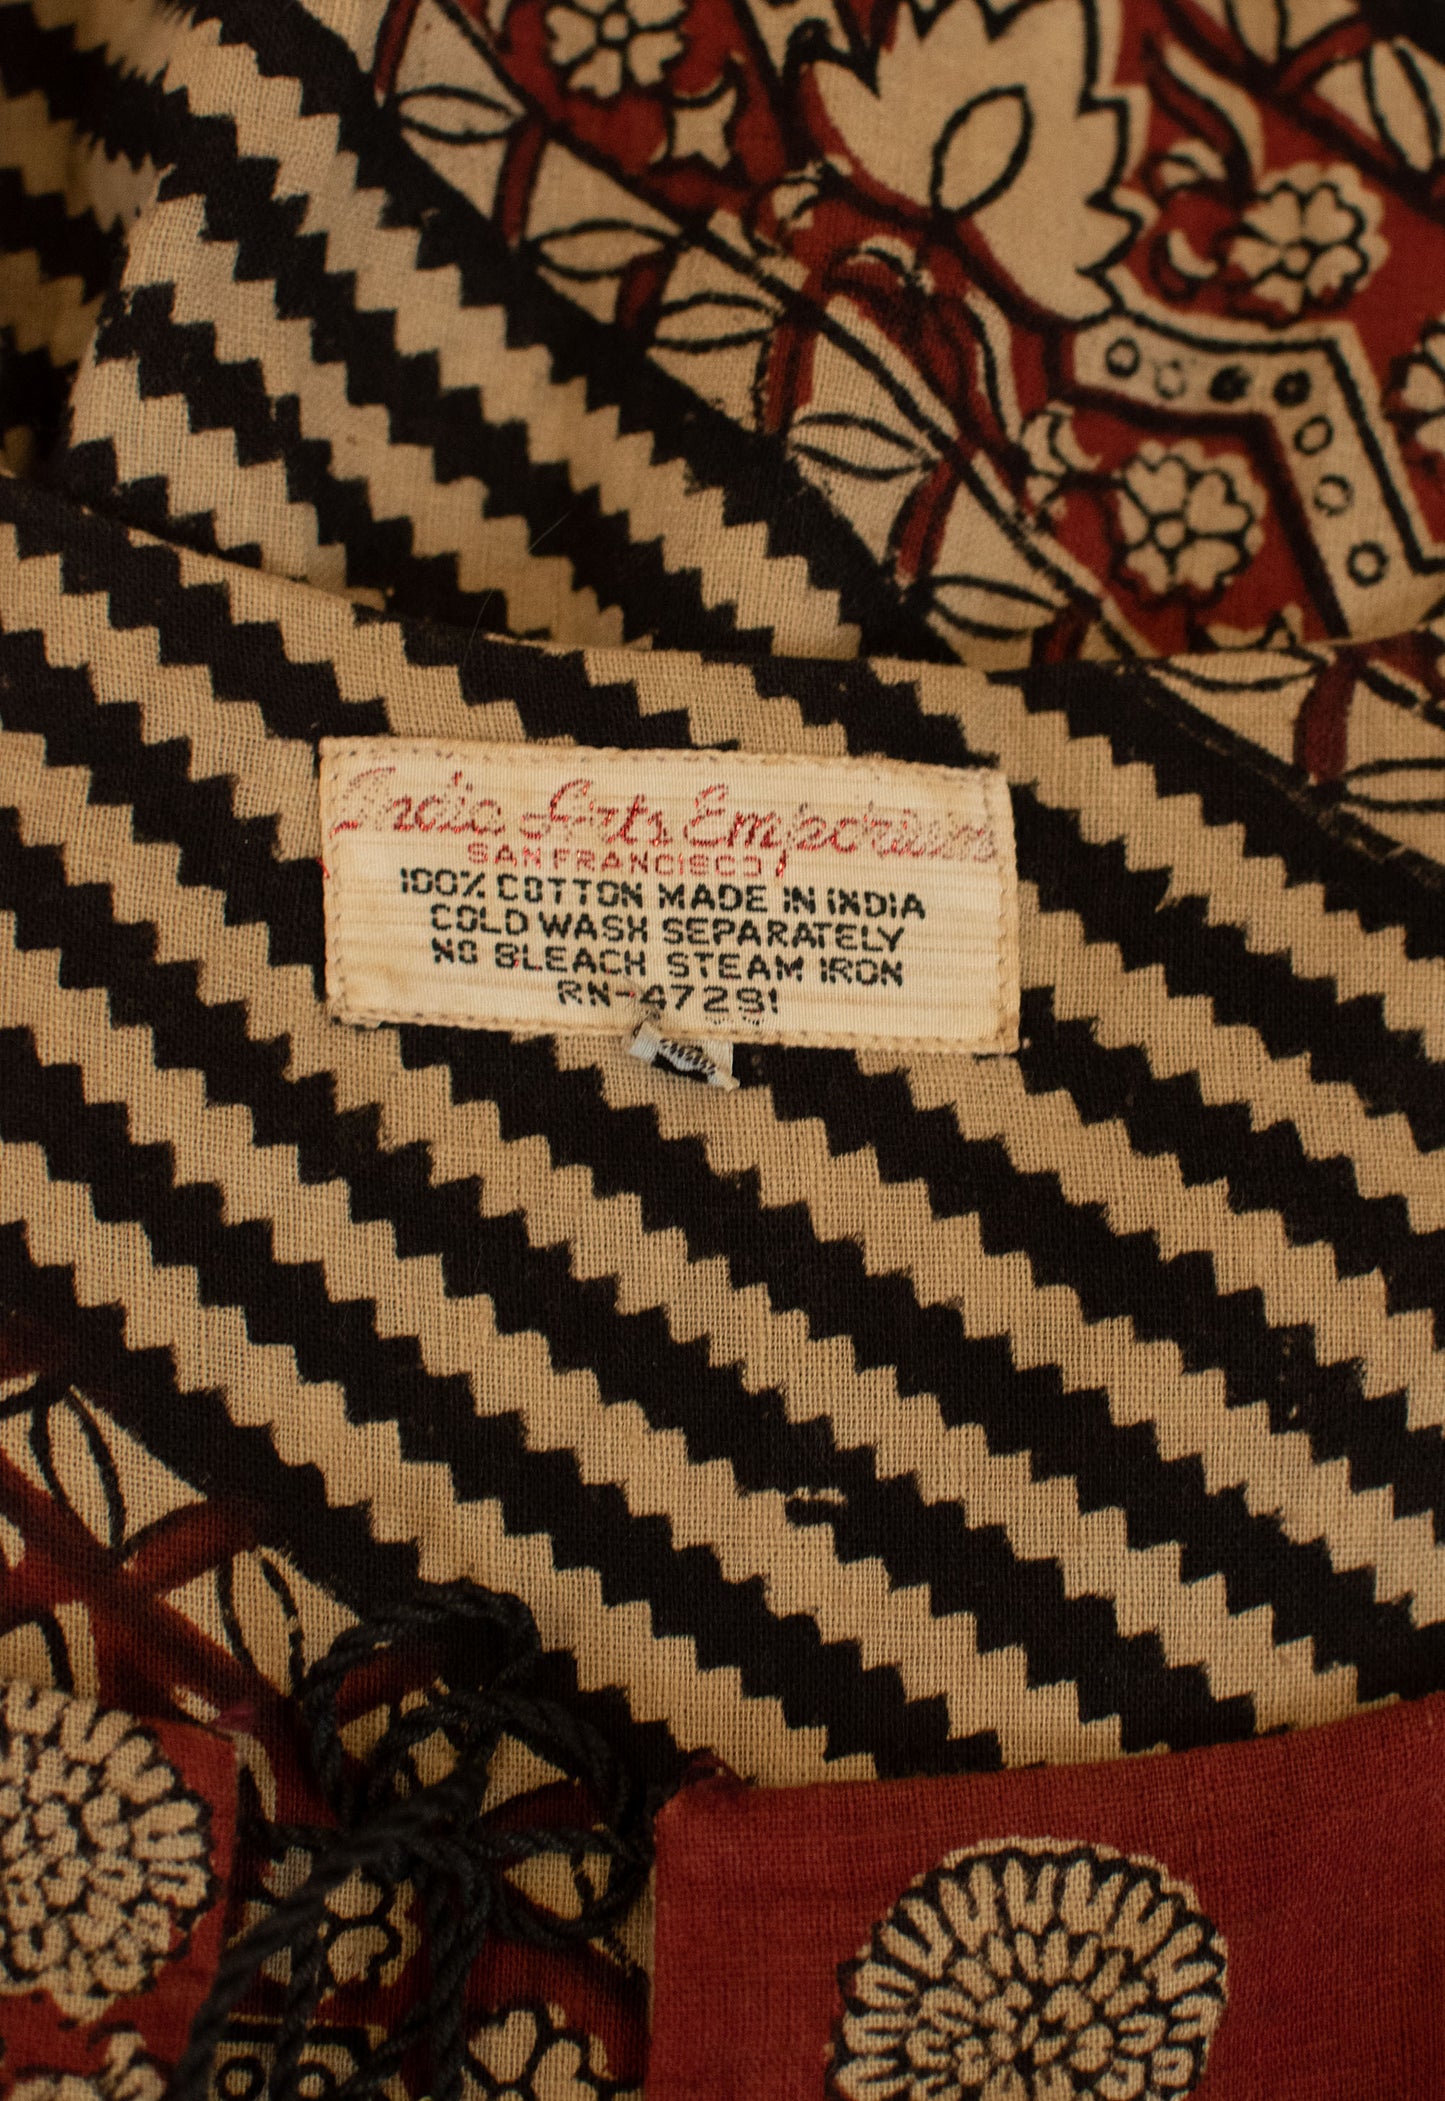 India Arts Emporium
SAN FRANCISCO
100% COTTON MADE IN INDIA
COLD WASH SEPARATELY
NO BLEACH STEAM IRON
RN-47291